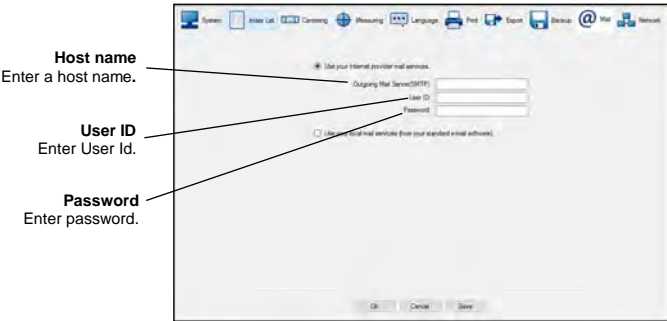 System Index List Centering Measuring Language Print Export Backup Mail Network
Use your Internet provider mail services.
Host name
Enter a host name.
Outgoing Mail Server(SMTP)
User ID
Password
User ID
Enter User Id.
Use your local mail services (from your standard e-mail software).
Password
Enter password.
Ok Cancel Save